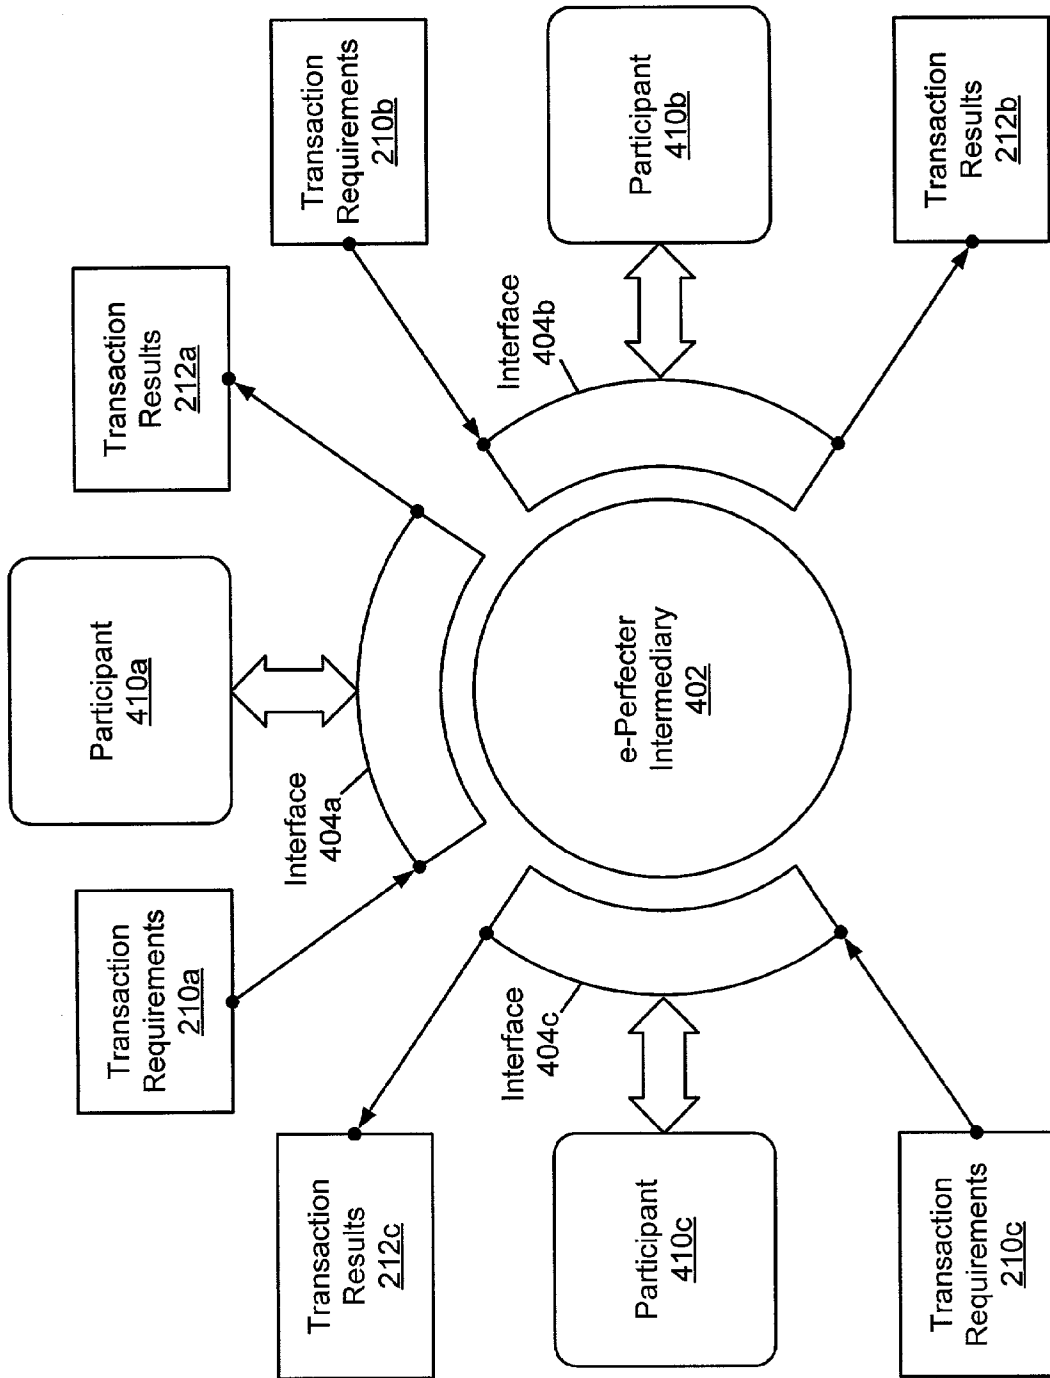 Transaction
Results
212c
Participant
410c
Transaction
Requirements
210c
Interface
404c
Transaction
Requirements
210a
Interface
404a
Participant
410a
e-Perfecter
Intermediary
402
Transaction
Results
212a
Interface
404b
Transaction
Requirements
210b
Participant
410b
Transaction
Results
212b